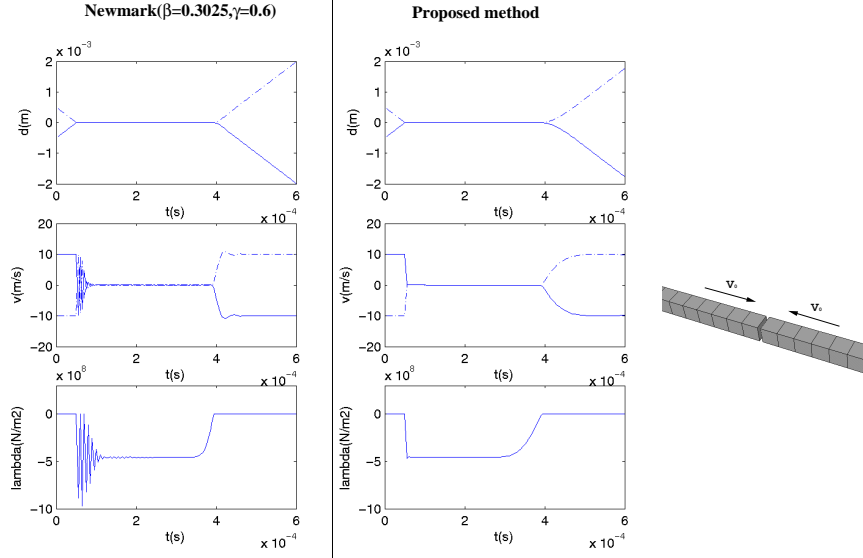 Newmark(β=0.3025,γ=0.6)
Proposed method
x 10⁻³
2
1
0
−1
−2
d(m)
0 2 4 6
t(s)
x 10⁻⁴
x 10⁻³
2
1
0
−1
−2
d(m)
0 2 4 6
t(s)
x 10⁻⁴
20
10
0
−10
−20
v(m/s)
0 2 4 6
t(s)
x 10⁻⁴
20
10
0
−10
−20
v(m/s)
0 2 4 6
t(s)
x 10⁻⁴
x 10⁸
0
−5
−10
lambda(N/m2)
0 2 4 6
t(s)
x 10⁻⁴
x 10⁸
0
−5
−10
lambda(N/m2)
0 2 4 6
t(s)
x 10⁻⁴
v₀
v₀